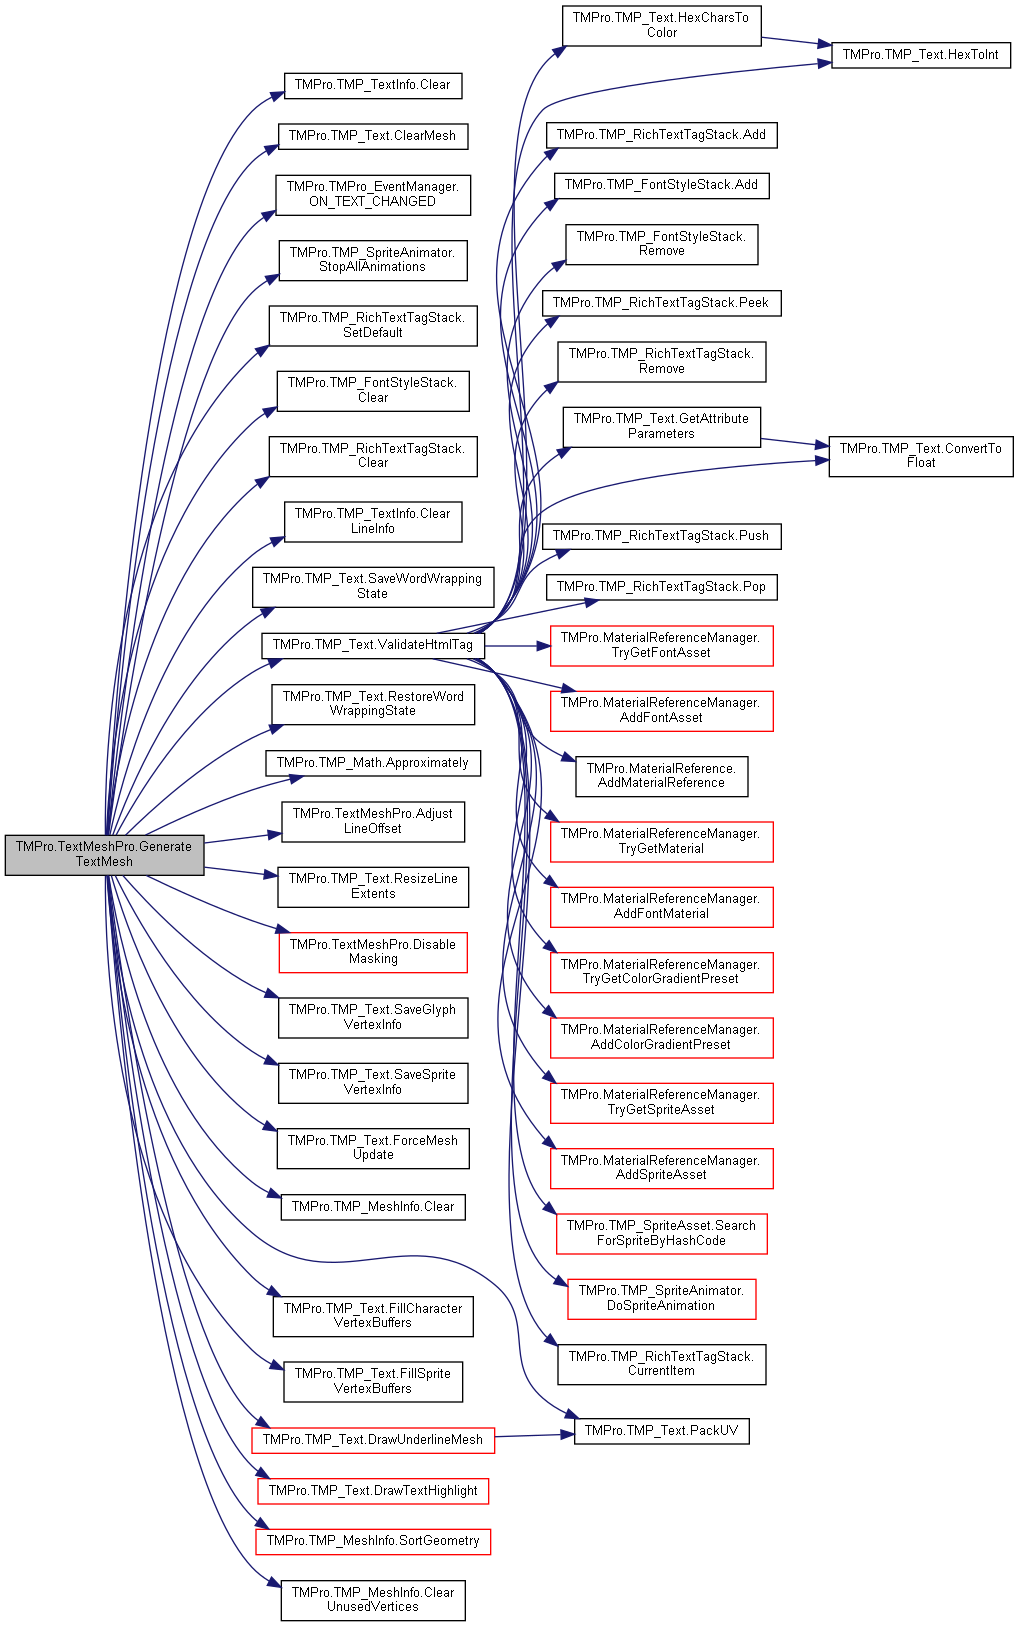 TMPro.TextMeshPro.Generate
TextMesh
TMPro.TMP_TextInfo.Clear
TMPro.TMP_Text.ClearMesh
TMPro.TMPro_EventManager.
ON_TEXT_CHANGED
TMPro.TMP_SpriteAnimator.
StopAllAnimations
TMPro.TMP_RichTextTagStack.
SetDefault
TMPro.TMP_FontStyleStack.
Clear
TMPro.TMP_RichTextTagStack.
Clear
TMPro.TMP_TextInfo.Clear
LineInfo
TMPro.TMP_Text.SaveWordWrapping
State
TMPro.TMP_Text.ValidateHtmlTag
TMPro.TMP_Text.RestoreWord
WrappingState
TMPro.TMP_Math.Approximately
TMPro.TextMeshPro.Adjust
LineOffset
TMPro.TMP_Text.ResizeLine
Extents
TMPro.TextMeshPro.Disable
Masking
TMPro.TMP_Text.SaveGlyph
VertexInfo
TMPro.TMP_Text.SaveSprite
VertexInfo
TMPro.TMP_Text.ForceMesh
Update
TMPro.TMP_MeshInfo.Clear
TMPro.TMP_Text.FillCharacter
VertexBuffers
TMPro.TMP_Text.FillSprite
VertexBuffers
TMPro.TMP_Text.DrawUnderlineMesh
TMPro.TMP_Text.DrawTextHighlight
TMPro.TMP_MeshInfo.SortGeometry
TMPro.TMP_MeshInfo.Clear
UnusedVertices
TMPro.TMP_Text.HexCharsTo
Color
TMPro.TMP_RichTextTagStack.Add
TMPro.TMP_FontStyleStack.Add
TMPro.TMP_FontStyleStack.
Remove
TMPro.TMP_RichTextTagStack.Peek
TMPro.TMP_RichTextTagStack.
Remove
TMPro.TMP_Text.GetAttribute
Parameters
TMPro.TMP_RichTextTagStack.Push
TMPro.TMP_RichTextTagStack.Pop
TMPro.MaterialReferenceManager.
TryGetFontAsset
TMPro.MaterialReferenceManager.
AddFontAsset
TMPro.MaterialReference.
AddMaterialReference
TMPro.MaterialReferenceManager.
TryGetMaterial
TMPro.MaterialReferenceManager.
AddFontMaterial
TMPro.MaterialReferenceManager.
TryGetColorGradientPreset
TMPro.MaterialReferenceManager.
AddColorGradientPreset
TMPro.MaterialReferenceManager.
TryGetSpriteAsset
TMPro.MaterialReferenceManager.
AddSpriteAsset
TMPro.TMP_SpriteAsset.Search
ForSpriteByHashCode
TMPro.TMP_SpriteAnimator.
DoSpriteAnimation
TMPro.TMP_RichTextTagStack.
CurrentItem
TMPro.TMP_Text.PackUV
TMPro.TMP_Text.HexToInt
TMPro.TMP_Text.ConvertTo
Float